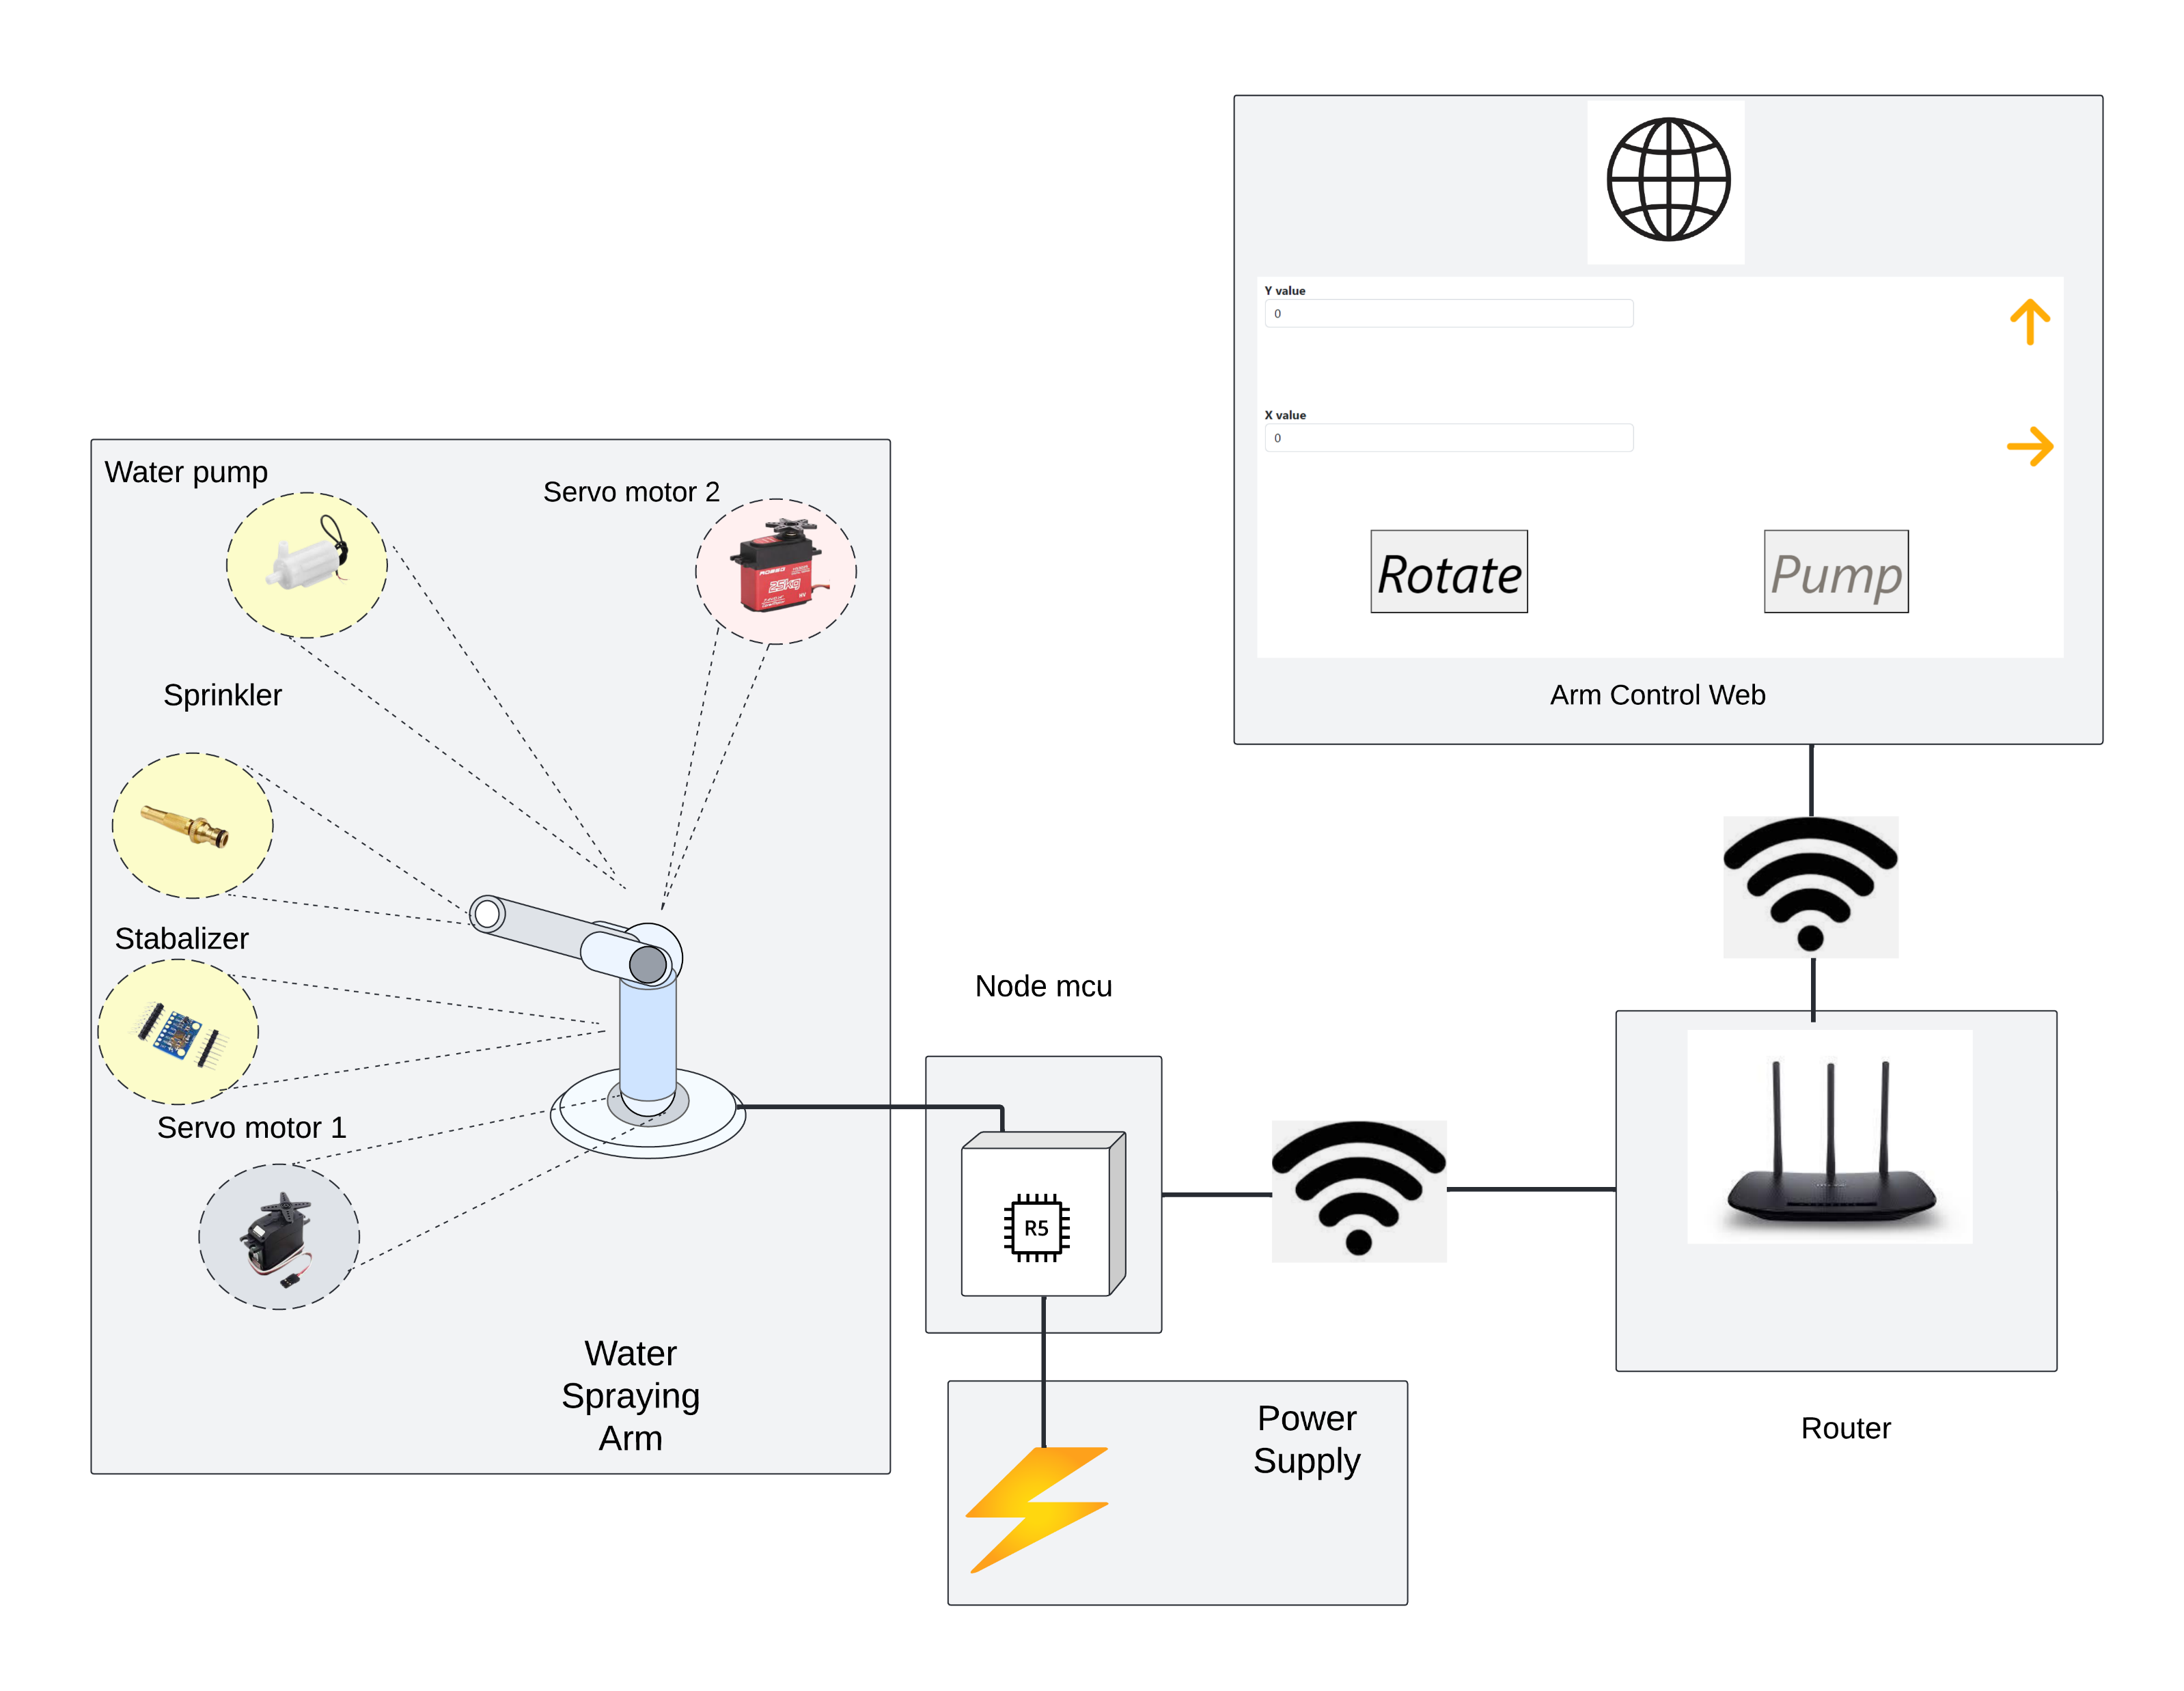 Y value
0
X value
0
Rotate
Pump
Arm Control Web
Water pump
Servo motor 2
25kg
Sprinkler
Stabalizer
Servo motor 1
Water
Spraying
Arm
Node mcu
R5
Power
Supply
Router